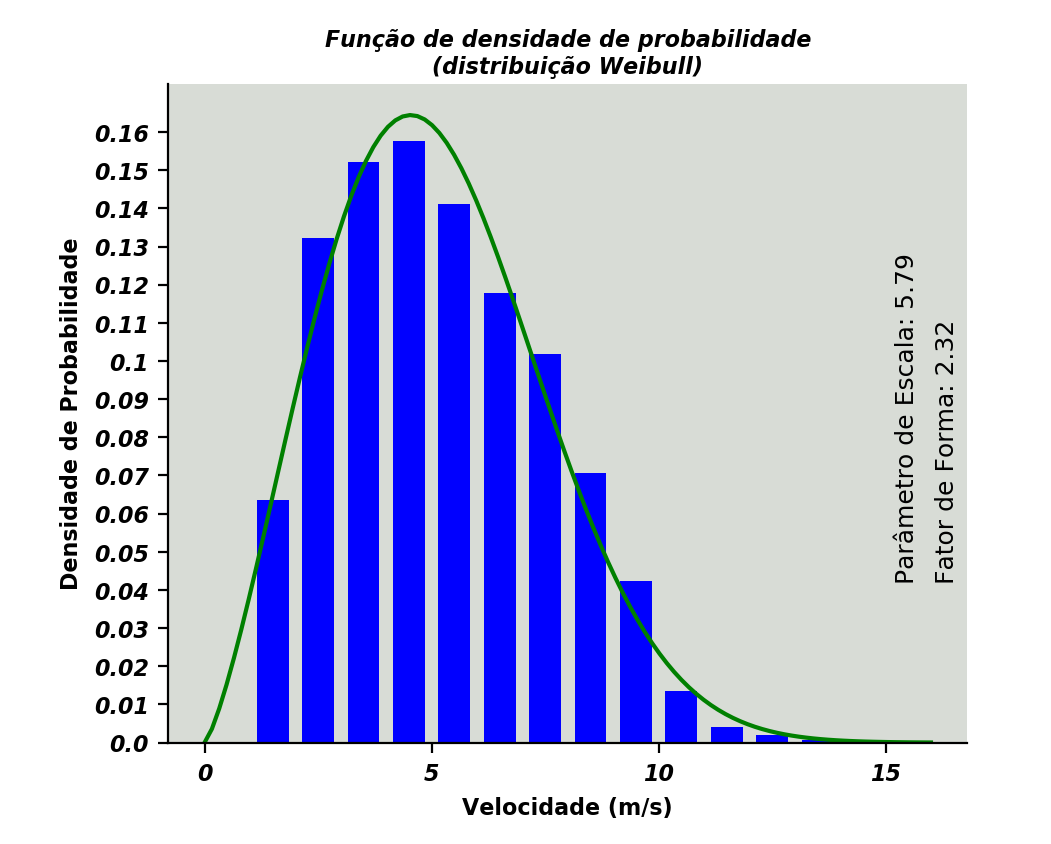 Função de densidade de probabilidade
(distribuição Weibull)
0.16
0.15
0.14
0.13
0.12
0.11
0.1
0.09
0.08
0.07
0.06
0.05
0.04
0.03
0.02
0.01
0.0
Densidade de Probabilidade
0 5 10 15
Velocidade (m/s)
Parâmetro de Escala: 5.79
Fator de Forma: 2.32